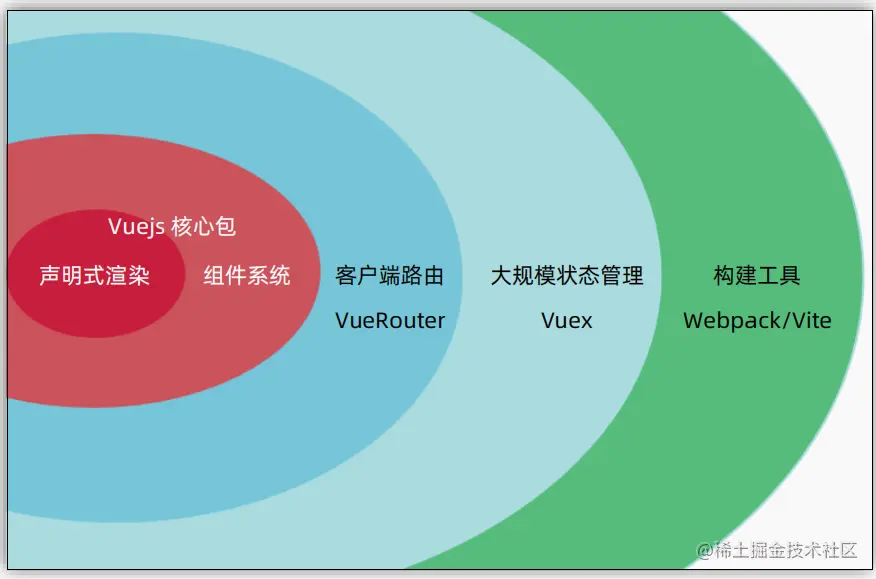 Vuejs 核心包
声明式渲染
组件系统
客户端路由
VueRouter
大规模状态管理
Vuex
构建工具
Webpack/Vite
@稀土掘金技术社区